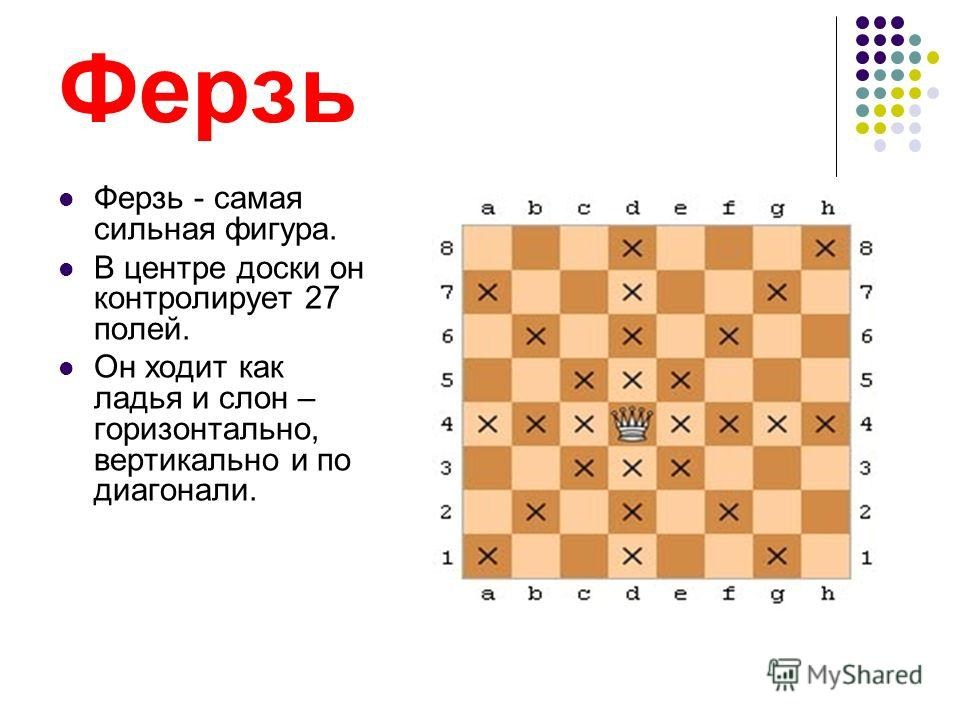 Ферзь
Ферзь - самая
сильная фигура.
В центре доски он
контролирует 27
полей.
Он ходит как
ладья и слон –
горизонтально,
вертикально и по
диагонали.
a b c d e f g h
8 8
7 7
6 6
5 5
4 4
3 3
2 2
1 1
a b c d e f g h
MyShared